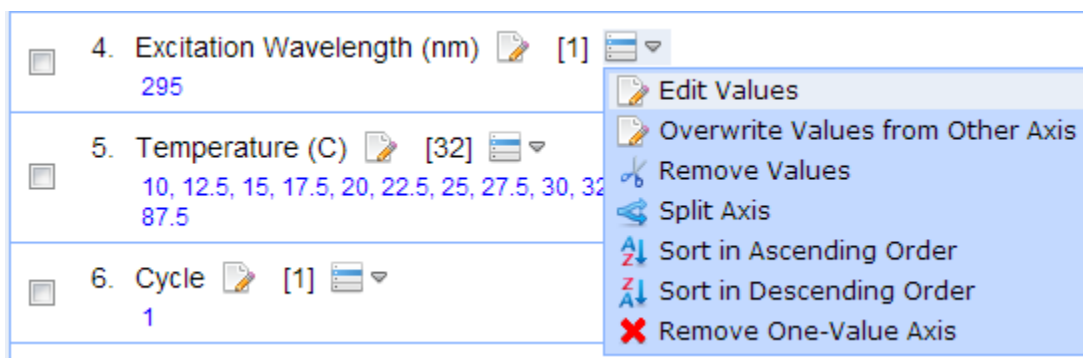 4. Excitation Wavelength (nm) [1]
295
Edit Values
Overwrite Values from Other Axis
Remove Values
Split Axis
Sort in Ascending Order
Sort in Descending Order
Remove One-Value Axis
5. Temperature (C) [32]
10, 12.5, 15, 17.5, 20, 22.5, 25, 27.5, 30, 32
87.5
6. Cycle [1]
1